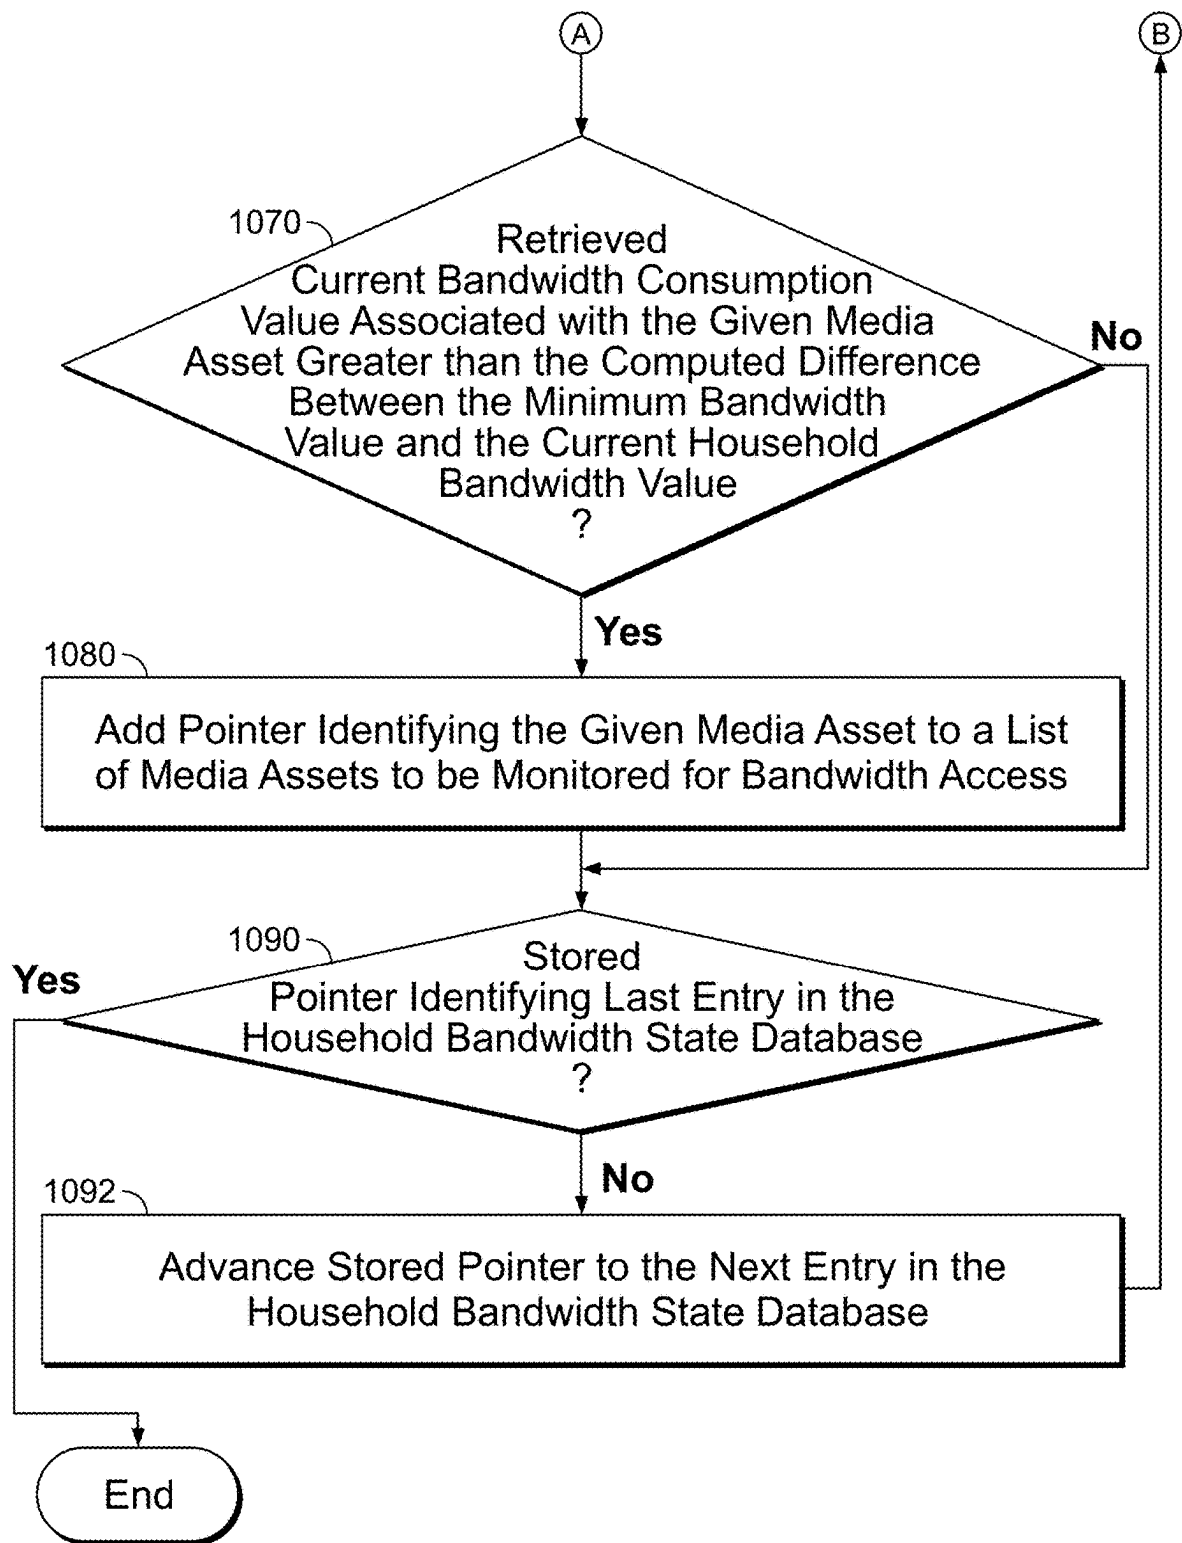 A
B
1070
Retrieved
Current Bandwidth Consumption
Value Associated with the Given Media
Asset Greater than the Computed Difference
Between the Minimum Bandwidth
Value and the Current Household
Bandwidth Value
?
No
Yes
1080
Add Pointer Identifying the Given Media Asset to a List
of Media Assets to be Monitored for Bandwidth Access
1090
Yes
Stored
Pointer Identifying Last Entry in the
Household Bandwidth State Database
?
No
1092
Advance Stored Pointer to the Next Entry in the
Household Bandwidth State Database
End